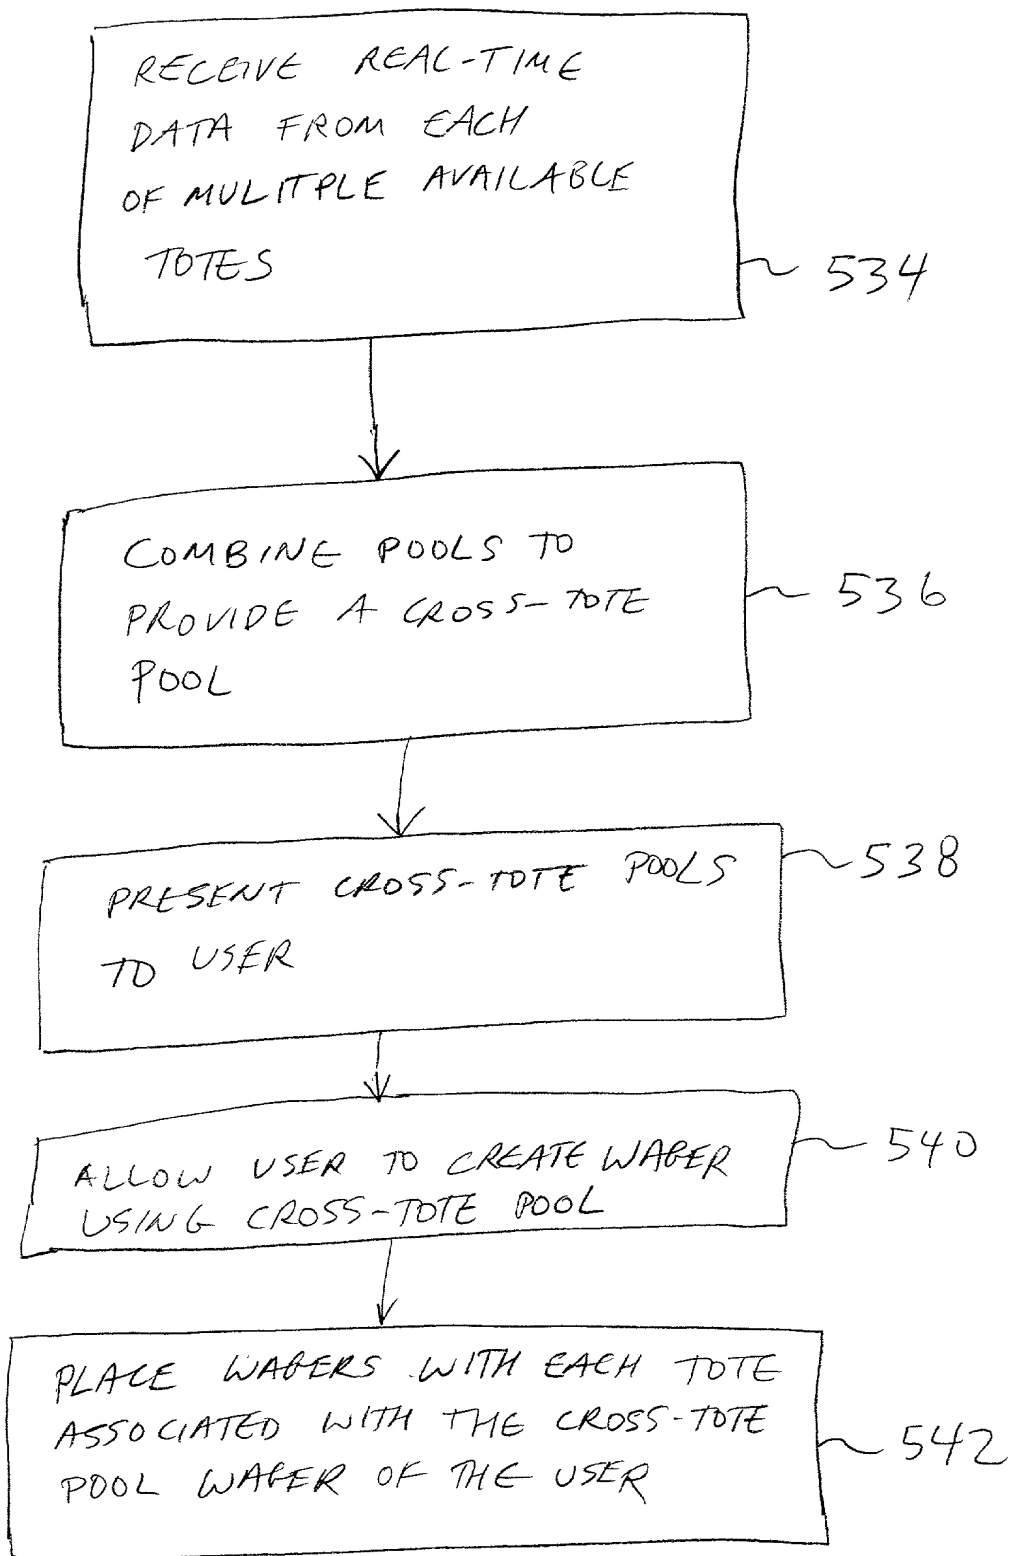 RECEIVE REAL-TIME
DATA FROM EACH
OF MULITPLE AVAILABLE
TOTES
534
COMBINE POOLS TO
PROVIDE A CROSS-TOTE
POOL
536
PRESENT CROSS-TOTE POOLS
TO USER
538
ALLOW USER TO CREATE WAGER
USING CROSS-TOTE POOL
540
PLACE WAGERS WITH EACH TOTE
ASSOCIATED WITH THE CROSS-TOTE
POOL WAGER OF THE USER
542